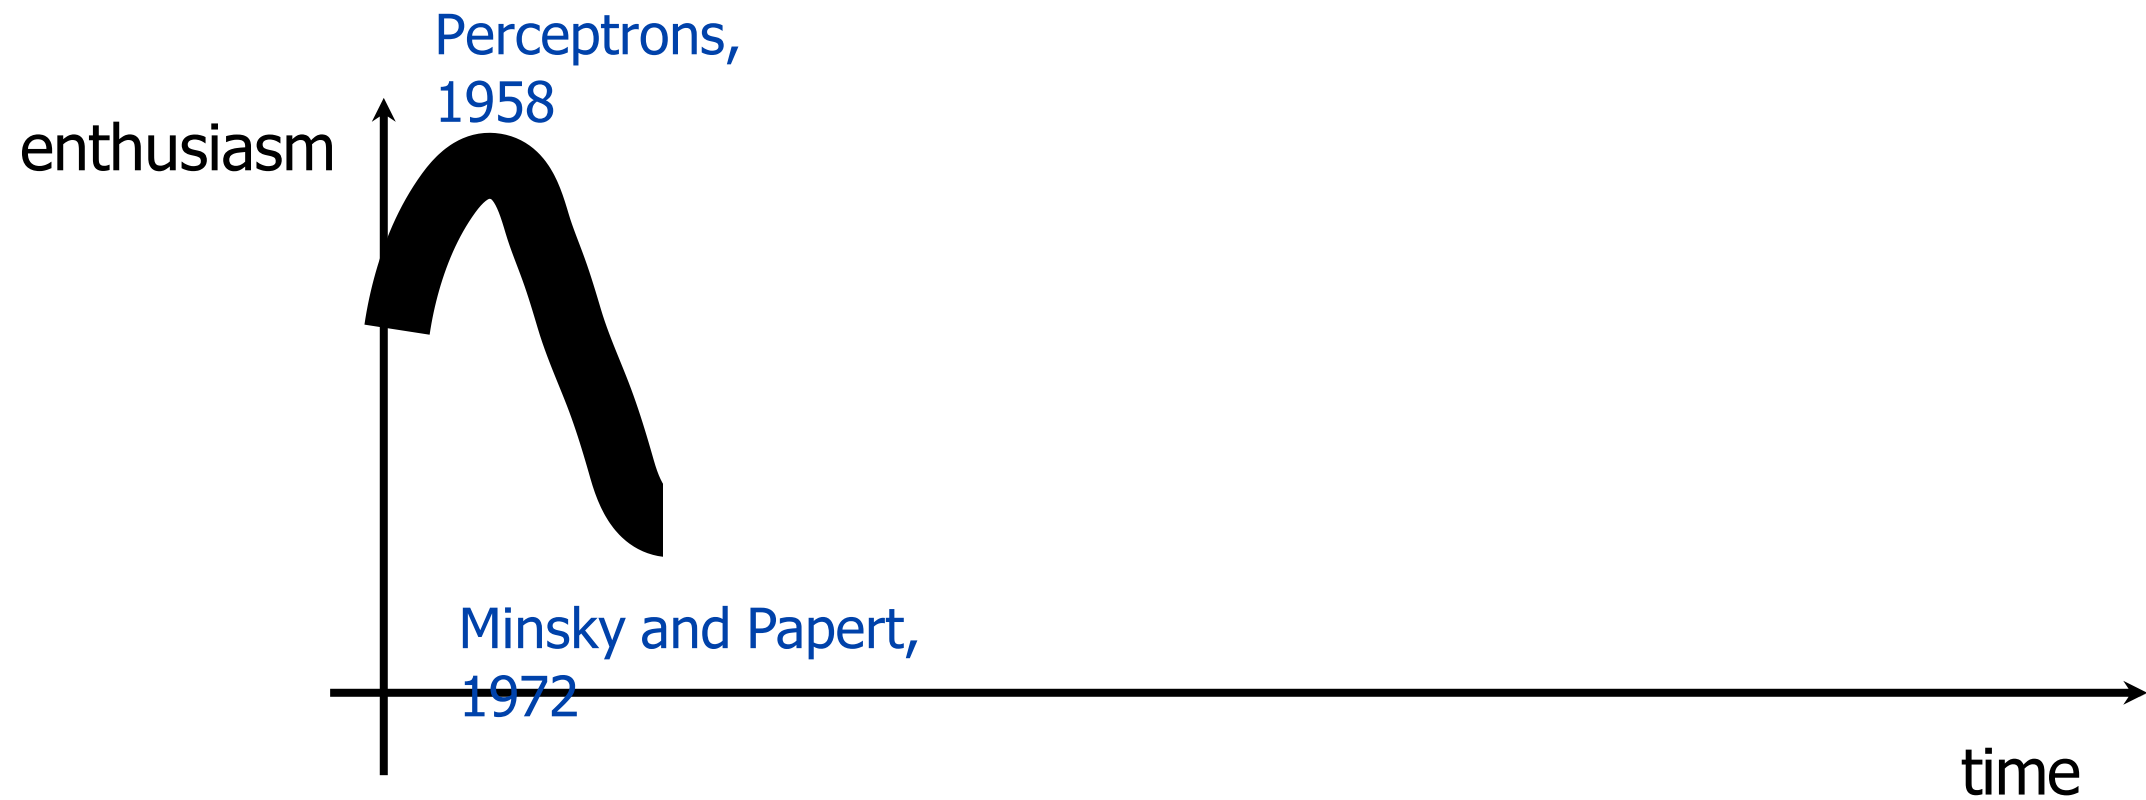 Perceptrons,
1958
enthusiasm
Minsky and Papert,
1972
time